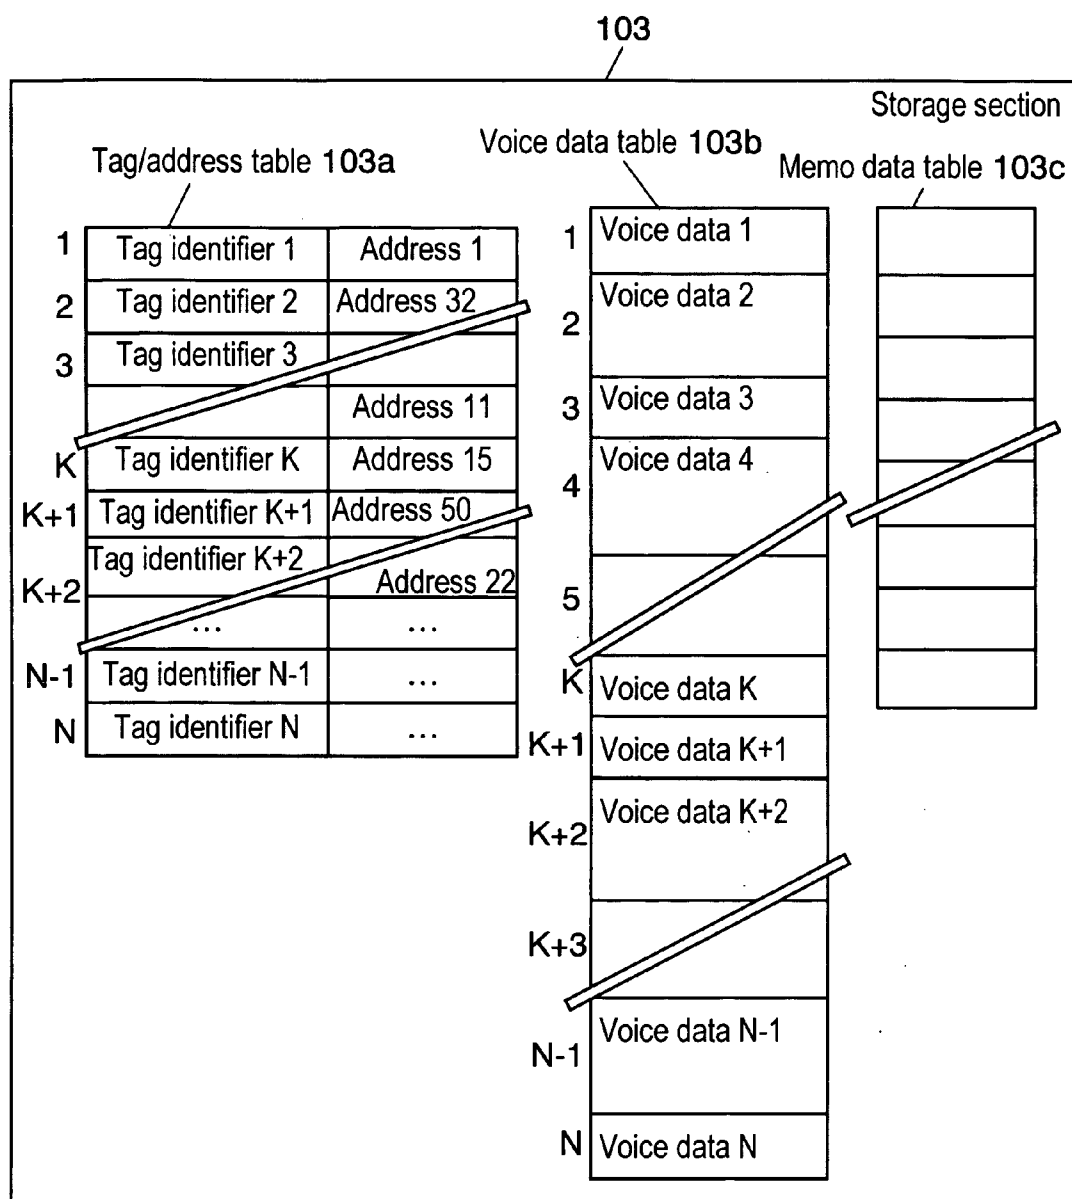 103
Storage section
Tag/address table 103a
Voice data table 103b
Memo data table 103c
1 Tag identifier 1 Address 1
2 Tag identifier 2 Address 32
3 Tag identifier 3
Address 11
K Tag identifier K Address 15
K+1 Tag identifier K+1 Address 50
K+2 Tag identifier K+2 Address 22
... ...
N-1 Tag identifier N-1 ...
N Tag identifier N ...
1 Voice data 1
2 Voice data 2
3 Voice data 3
4 Voice data 4
5
K Voice data K
K+1 Voice data K+1
K+2 Voice data K+2
K+3
N-1 Voice data N-1
N Voice data N